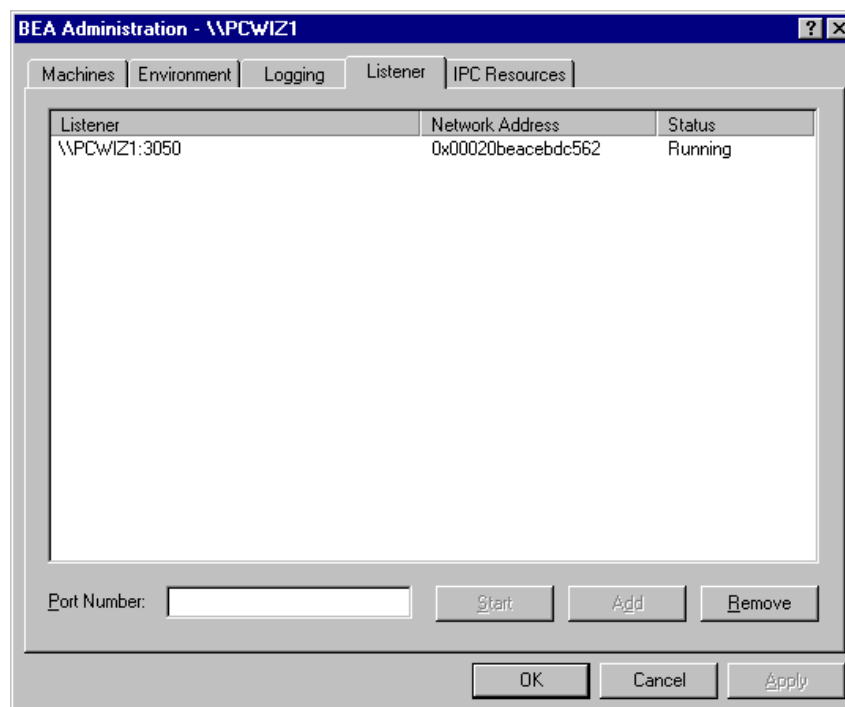 BEA Administration - \\PCWIZ1
Machines Environment Logging Listener IPC Resources
Listener Network Address Status
\\PCWIZ1:3050 0x00020beacebdc562 Running
Port Number: Start Add Remove
OK Cancel Apply